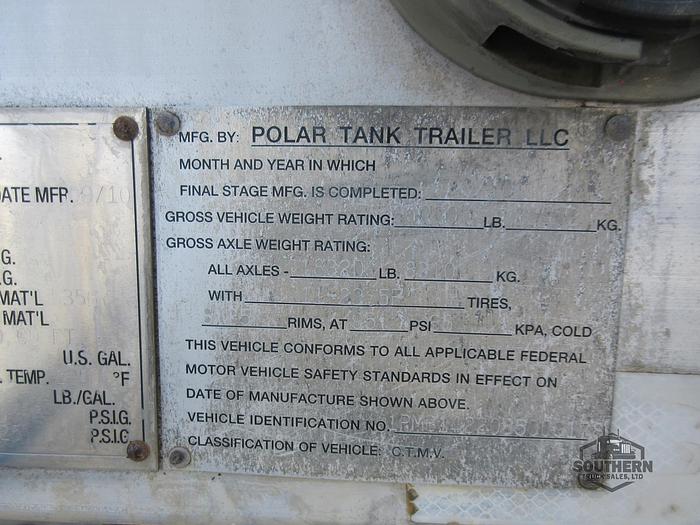 DATE MFR. 9/10
G.
G.
MAT'L
MAT'L
U.S. GAL.
TEMP. °F
LB./GAL.
P.S.I.G.
P.S.I.G.
MFG. BY: POLAR TANK TRAILER LLC
MONTH AND YEAR IN WHICH
FINAL STAGE MFG. IS COMPLETED:
GROSS VEHICLE WEIGHT RATING: LB. KG.
GROSS AXLE WEIGHT RATING:
ALL AXLES - LB. KG.
WITH TIRES,
RIMS, AT PSI KPA, COLD
THIS VEHICLE CONFORMS TO ALL APPLICABLE FEDERAL
MOTOR VEHICLE SAFETY STANDARDS IN EFFECT ON
DATE OF MANUFACTURE SHOWN ABOVE.
VEHICLE IDENTIFICATION NO.
CLASSIFICATION OF VEHICLE: C.T.M.V.
SOUTHERN
TRUCK SALES, LTD